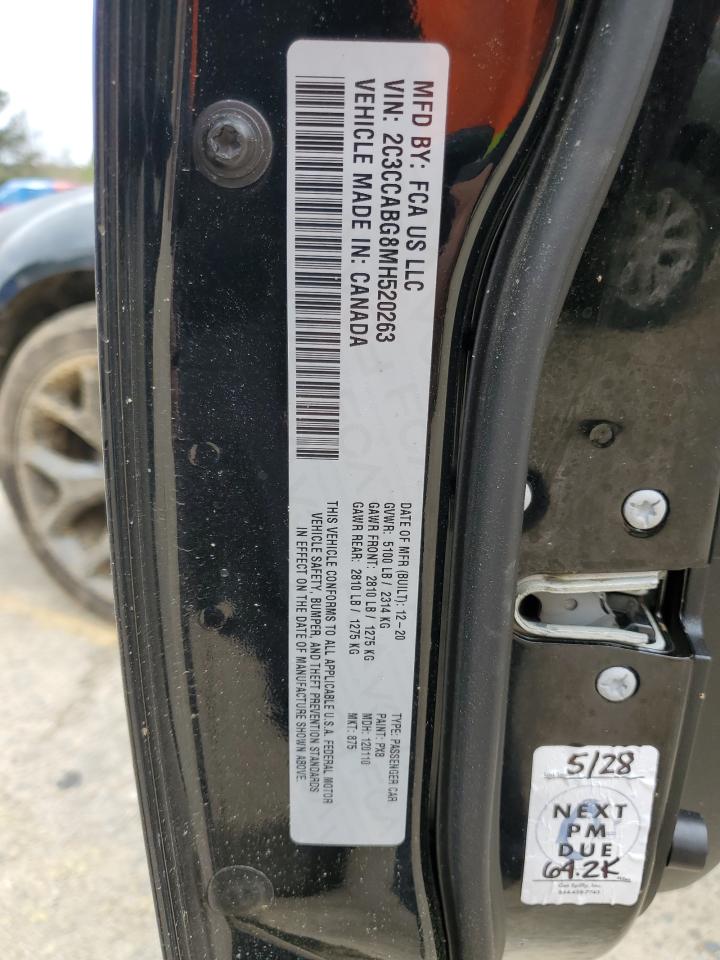 MFD BY: FCA US LLC
VIN: 2C3CCABG8MH520263
VEHICLE MADE IN: CANADA
DATE OF MFR (BUILT): 12-20
GVWR: 5100 LB / 2314 KG
GAWR FRONT: 2810 LB / 1275 KG
GAWR REAR: 2810 LB / 1275 KG
TYPE: PASSENGER CAR
PAINT: PX8
MDH: 120110
MKT: 875
THIS VEHICLE CONFORMS TO ALL APPLICABLE U.S.A. FEDERAL MOTOR
VEHICLE SAFETY, BUMPER, AND THEFT PREVENTION STANDARDS
IN EFFECT ON THE DATE OF MANUFACTURE SHOWN ABOVE.
5/28
NEXT
PM
DUE
64.2K